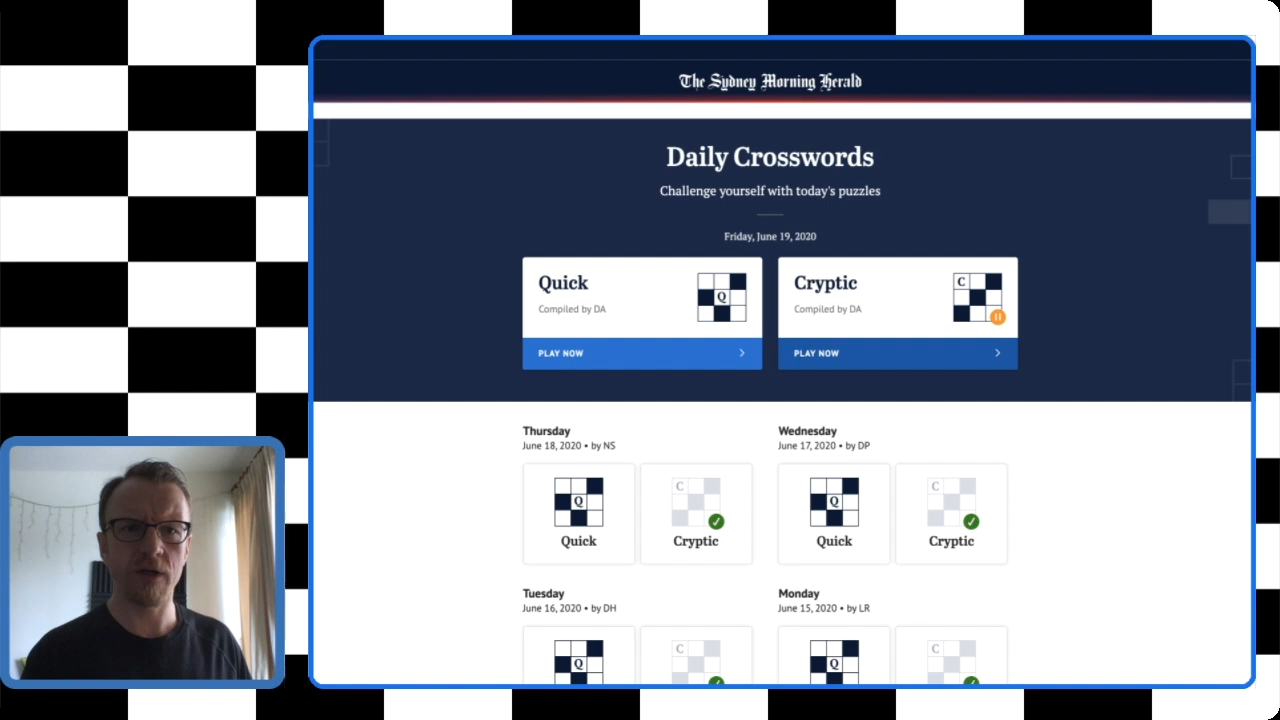 The Sydney Morning Herald
Daily Crosswords
Challenge yourself with today's puzzles
Friday, June 19, 2020
Quick
Compiled by DA
Q
PLAY NOW
Cryptic
Compiled by DA
C
PLAY NOW
Thursday
June 18, 2020 • by NS
Q
Quick
C
Cryptic
Wednesday
June 17, 2020 • by DP
Q
Quick
C
Cryptic
Tuesday
June 16, 2020 • by DH
Q
C
Monday
June 15, 2020 • by LR
Q
C